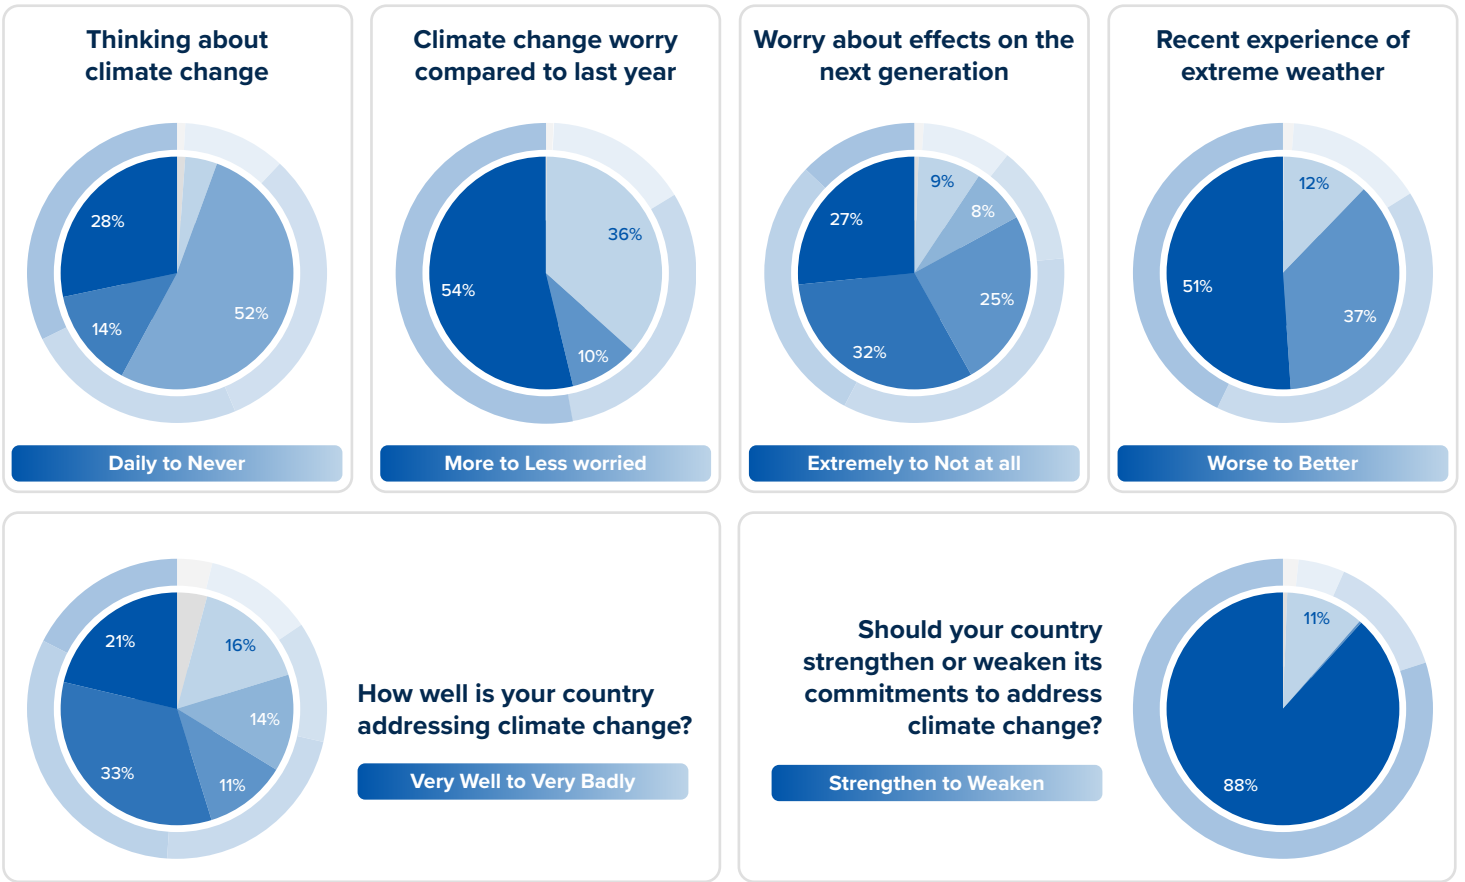 Thinking about
climate change
28%
14%
52%
Daily to Never
Climate change worry
compared to last year
36%
54%
10%
More to Less worried
Worry about effects on the
next generation
9%
8%
27%
25%
32%
Extremely to Not at all
Recent experience of
extreme weather
12%
51%
37%
Worse to Better
21%
16%
14%
33%
11%
How well is your country
addressing climate change?
Very Well to Very Badly
Should your country
strengthen or weaken its
commitments to address
climate change?
Strengthen to Weaken
11%
88%